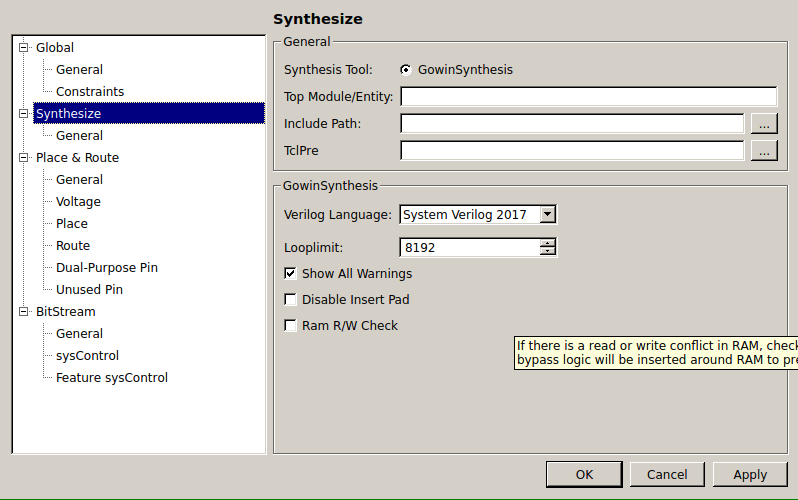 Synthesize
Global
General
Constraints
Synthesize
General
Place & Route
General
Voltage
Place
Route
Dual-Purpose Pin
Unused Pin
BitStream
General
sysControl
Feature sysControl
General
Synthesis Tool: GowinSynthesis
Top Module/Entity:
Include Path: ...
TclPre ...
GowinSynthesis
Verilog Language: System Verilog 2017
Looplimit: 8192
Show All Warnings
Disable Insert Pad
Ram R/W Check
If there is a read or write conflict in RAM, check
bypass logic will be inserted around RAM to pre
OK Cancel Apply